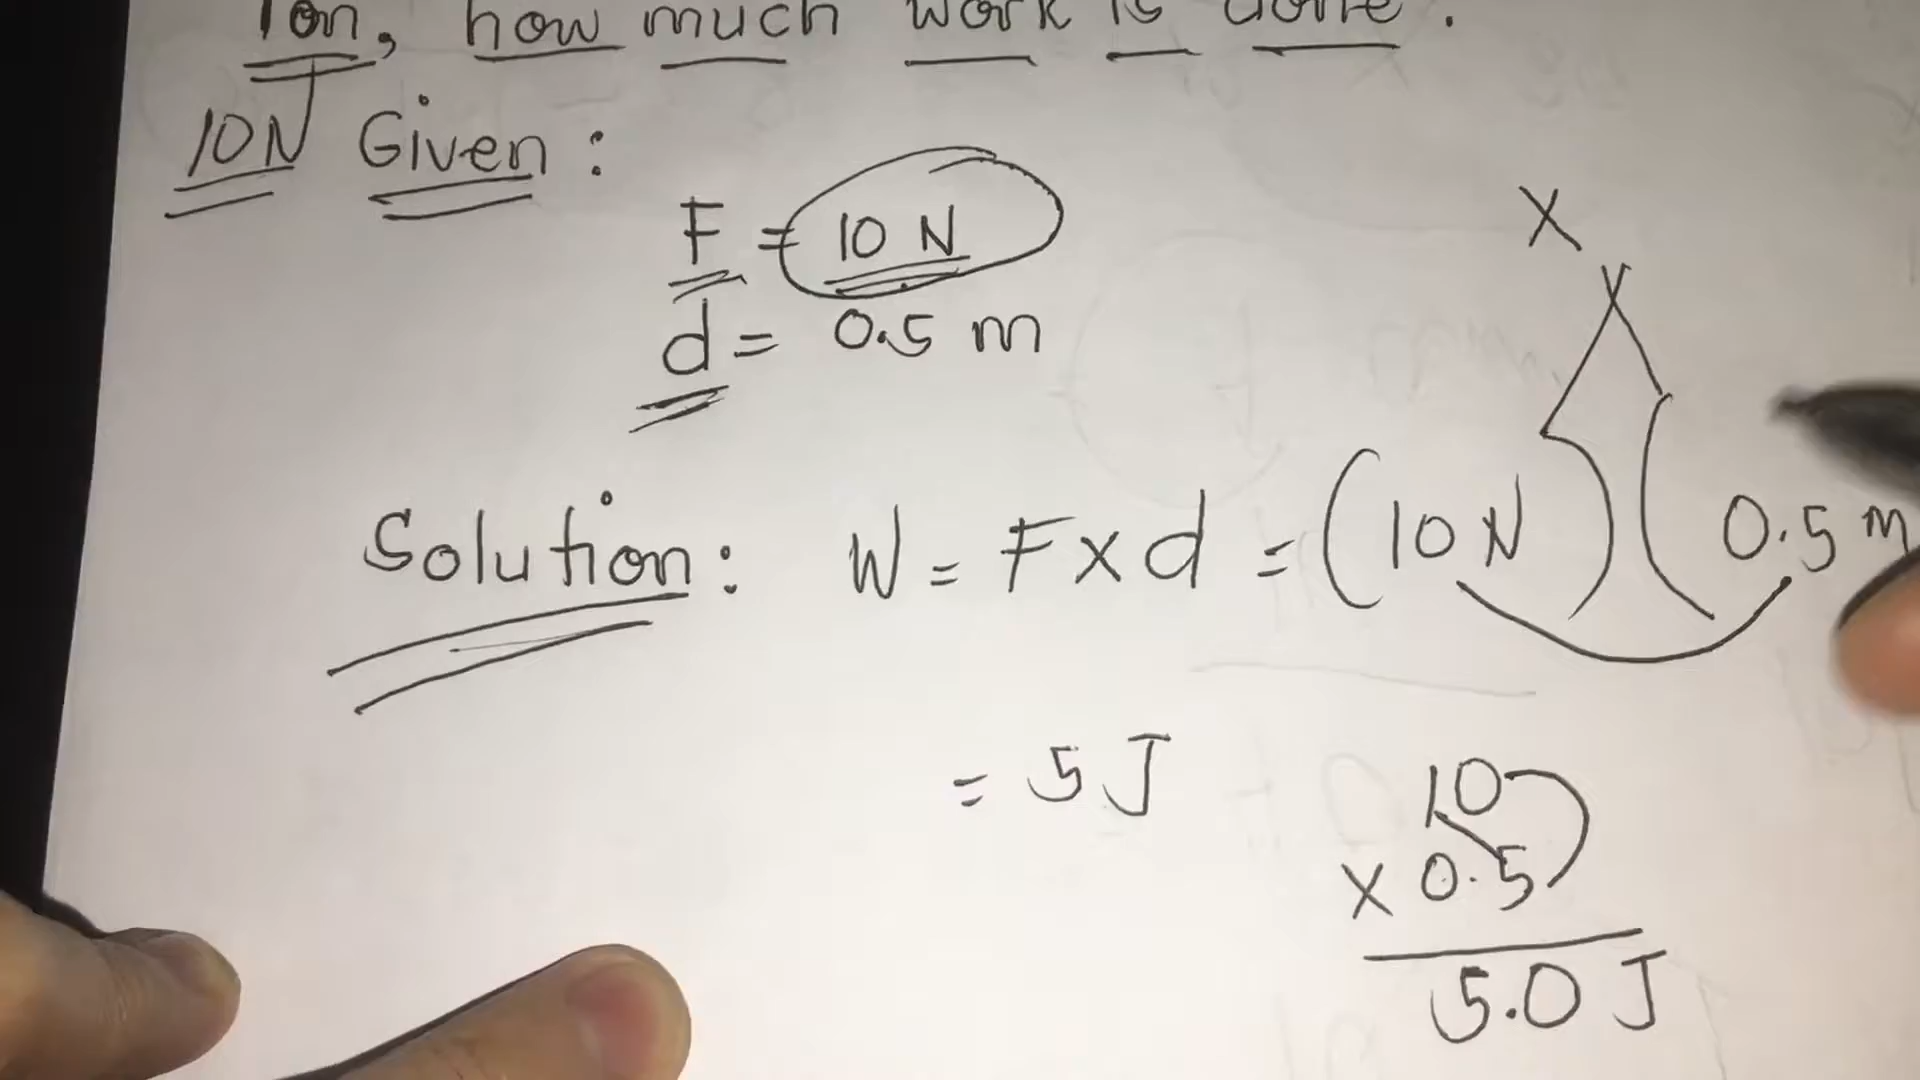 10n, how much work is done.
10N Given:
F = 10 N
d = 0.5 m
X
Solution: W = F x d = (10 N) (0.5 m
= 5 J
10
x 0.5
5.0 J